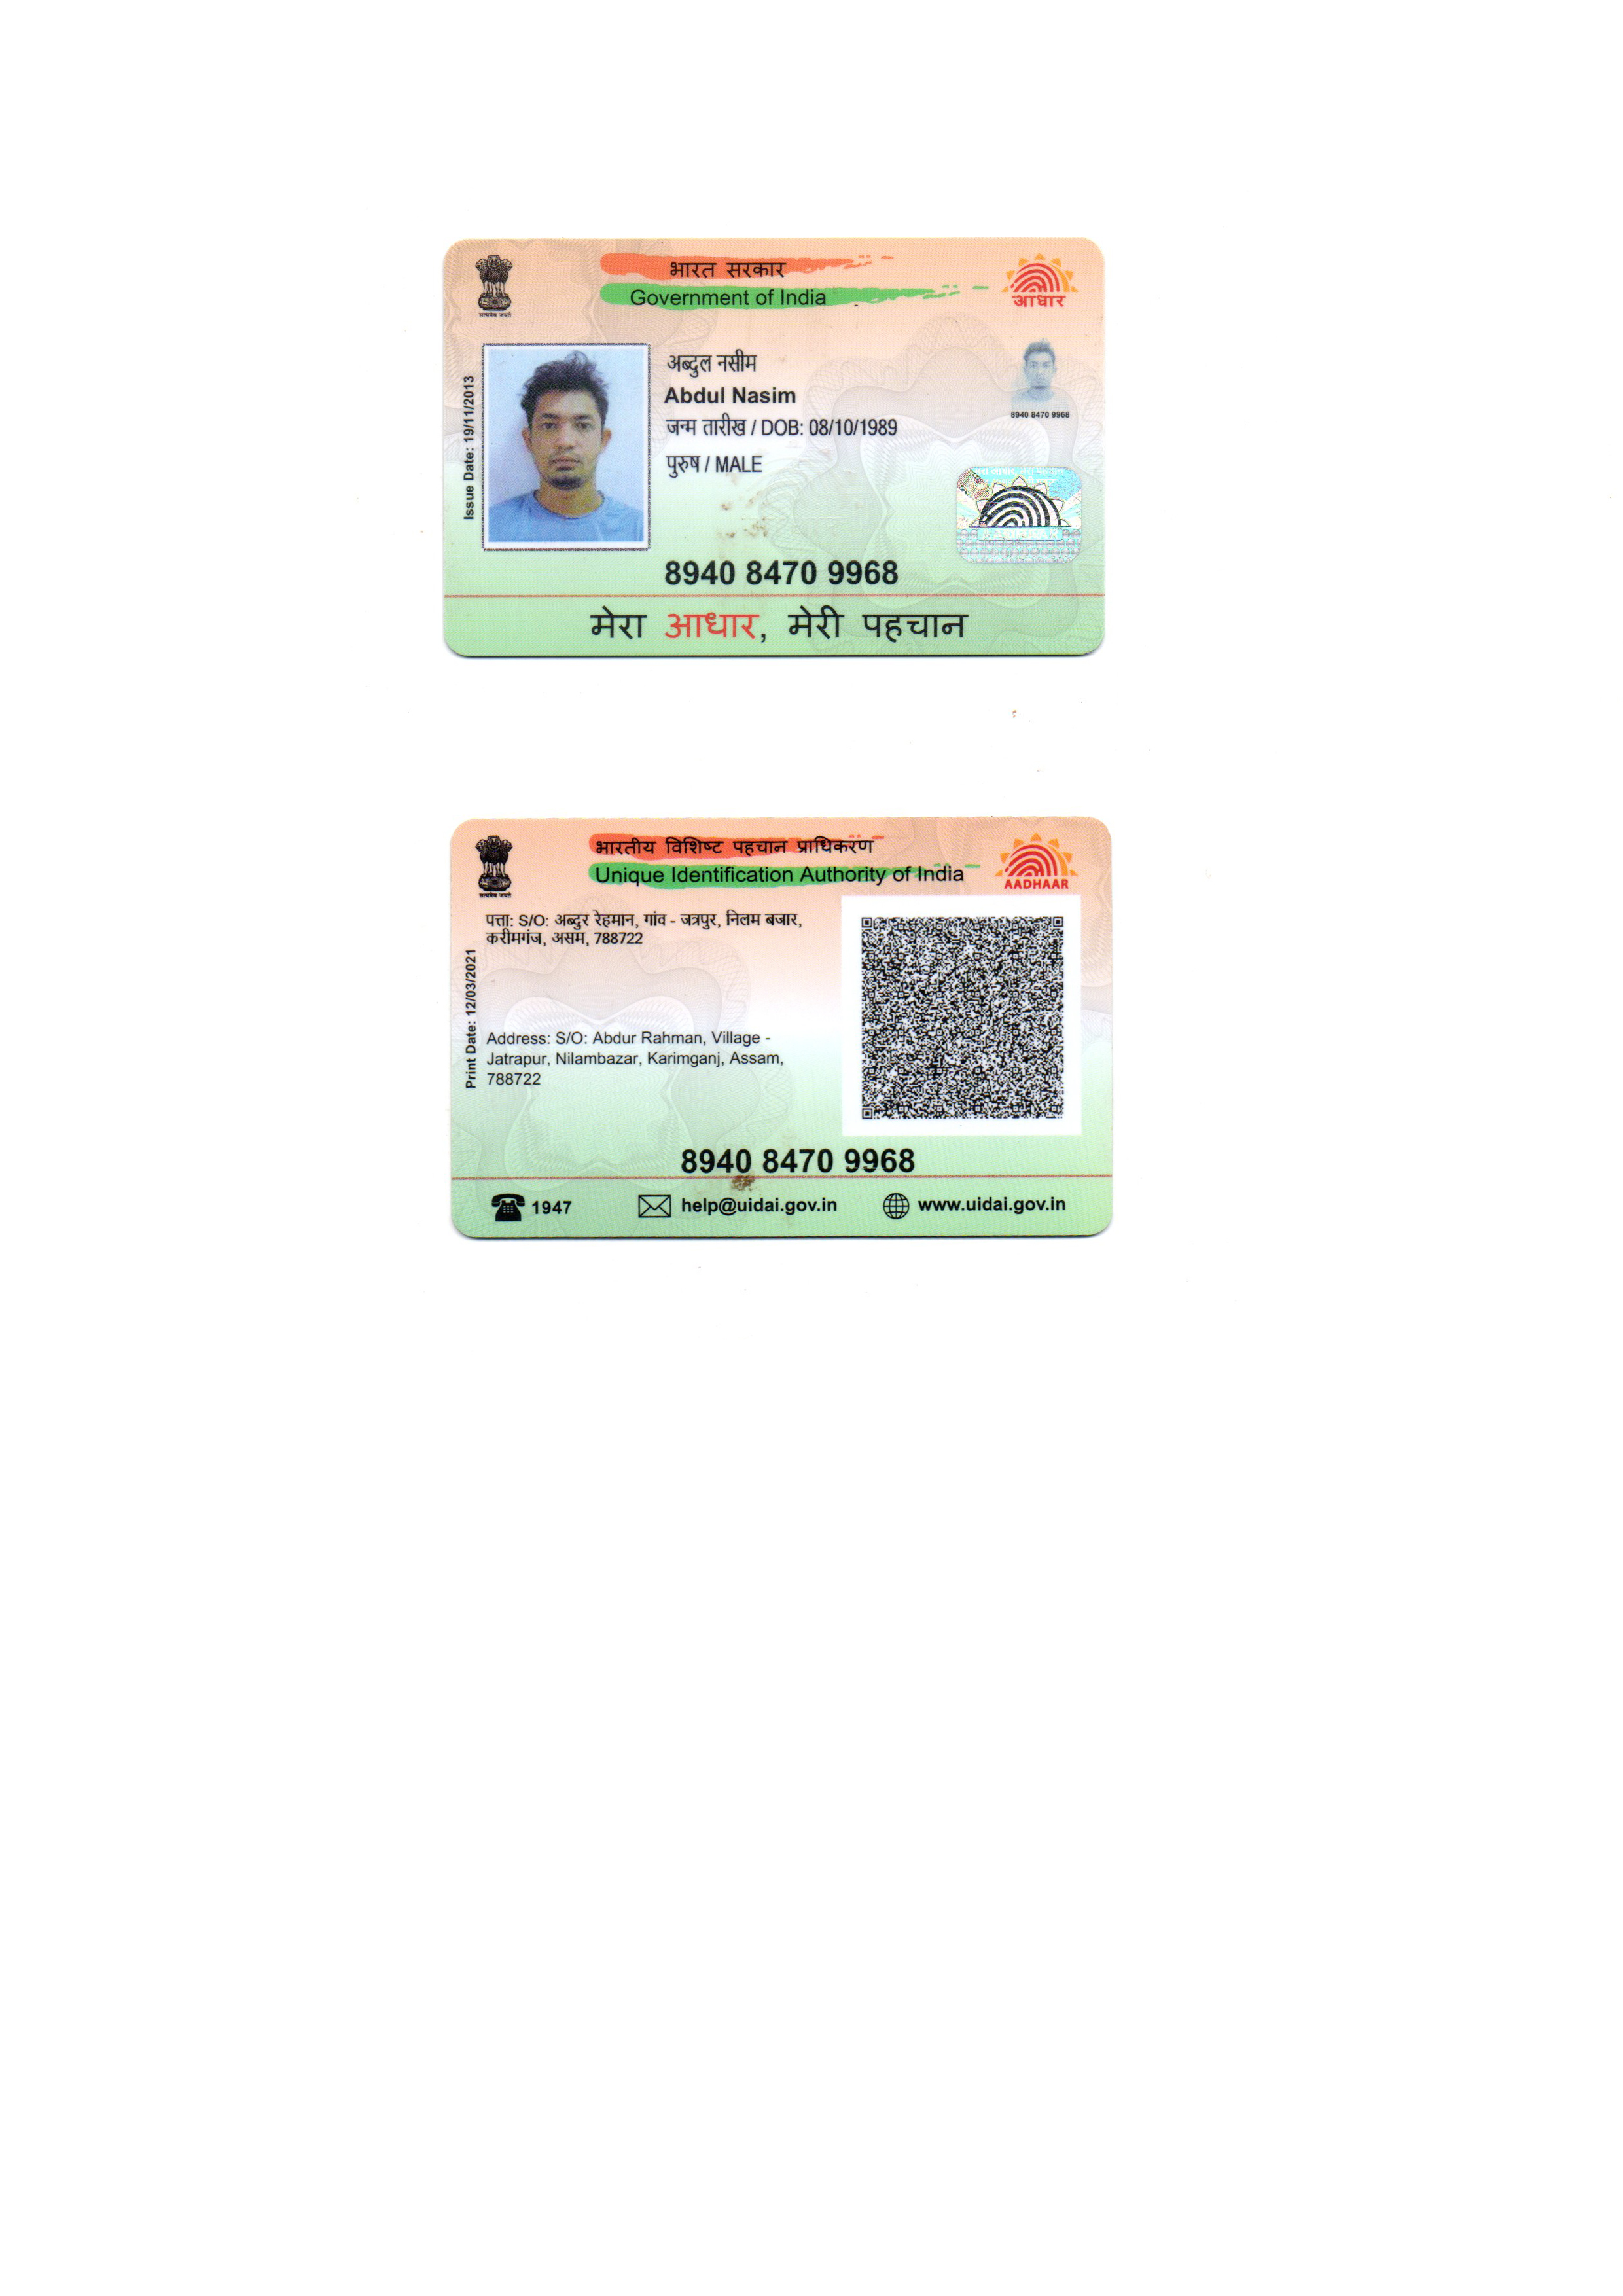 भारत सरकार
Government of India
आधार
सत्यमेव जयते
Issue Date: 19/11/2013
अब्दुल नसीम
Abdul Nasim
जन्म तारीख / DOB: 08/10/1989
पुरुष / MALE
8940 8470 9968
8940 8470 9968
मेरा आधार, मेरी पहचान
भारतीय विशिष्ट पहचान प्राधिकरण
Unique Identification Authority of India
AADHAAR
सत्यमेव जयते
Print Date: 12/03/2021
पत्ता: S/O: अब्दुर रेहमान, गांव - जत्रपुर, निलम बजार,
करीमगंज, असम, 788722
Address: S/O: Abdur Rahman, Village -
Jatrapur, Nilambazar, Karimganj, Assam,
788722
8940 8470 9968
1947
help@uidai.gov.in
www.uidai.gov.in